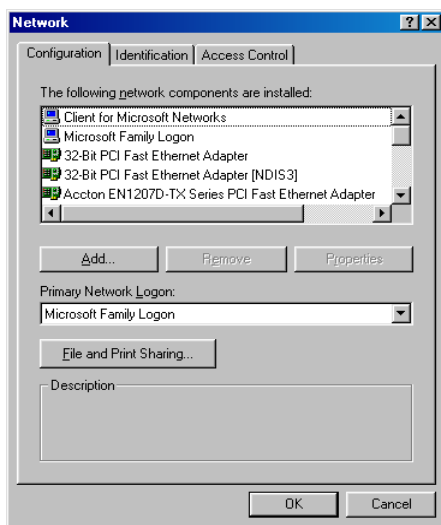 Network
Configuration Identification Access Control
The following network components are installed:
Client for Microsoft Networks
Microsoft Family Logon
32-Bit PCI Fast Ethernet Adapter
32-Bit PCI Fast Ethernet Adapter [NDIS3]
Accton EN1207D-TX Series PCI Fast Ethernet Adapter
Add... Remove Properties
Primary Network Logon:
Microsoft Family Logon
File and Print Sharing...
Description
OK Cancel